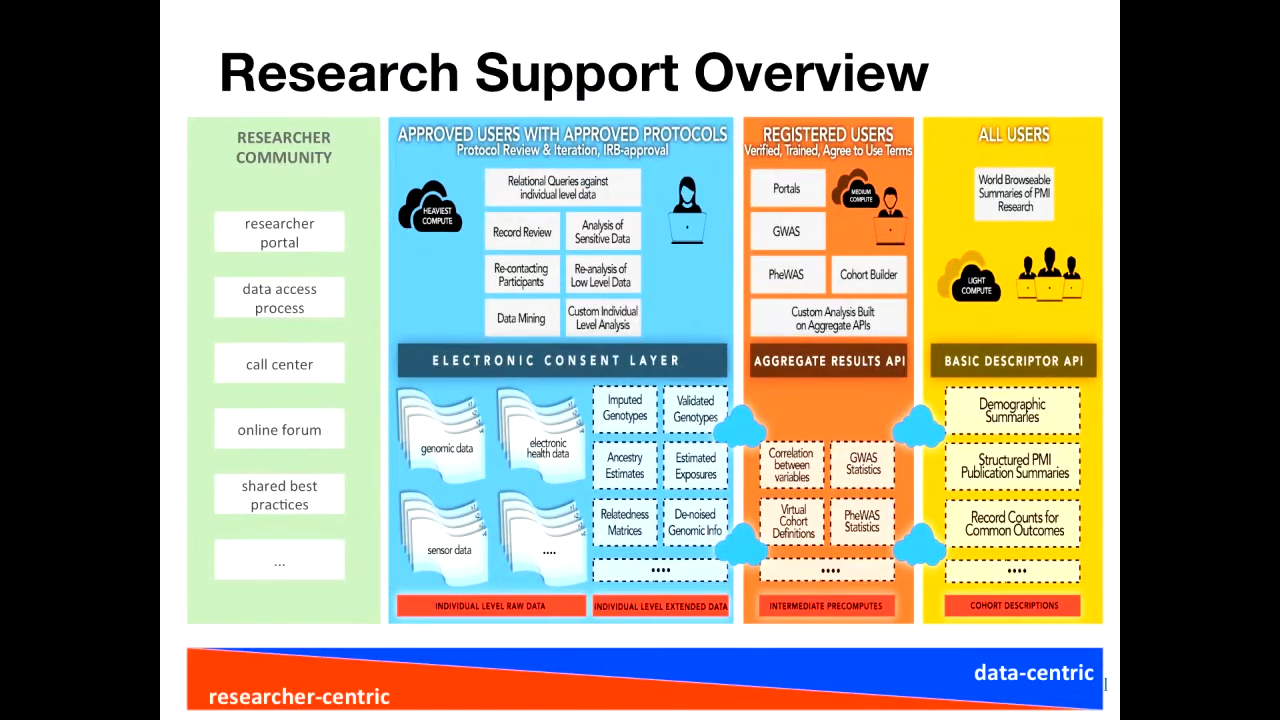 Research Support Overview
RESEARCHER
COMMUNITY
researcher
portal
data access
process
call center
online forum
shared best
practices
...
APPROVED USERS WITH APPROVED PROTOCOLS
Protocol Review & Iteration, IRB-approval
HEAVIEST
COMPUTE
Relational Queries against
individual level data
Record Review
Analysis of
Sensitive Data
Re-contacting
Participants
Re-analysis of
Low Level Data
Data Mining
Custom Individual
Level Analysis
ELECTRONIC CONSENT LAYER
genomic data
electronic
health data
sensor data
....
Imputed
Genotypes
Validated
Genotypes
Ancestry
Estimates
Estimated
Exposures
Relatedness
Matrices
De-noised
Genomic Info
....
INDIVIDUAL LEVEL RAW DATA
INDIVIDUAL LEVEL EXTENDED DATA
REGISTERED USERS
Verified, Trained, Agree to Use Terms
Portals
MEDIUM
COMPUTE
GWAS
PheWAS
Cohort Builder
Custom Analysis Built
on Aggregate APIs
AGGREGATE RESULTS API
Correlation
between
variables
GWAS
Statistics
Virtual
Cohort
Definitions
PheWAS
Statistics
....
INTERMEDIATE PRECOMPUTES
ALL USERS
World Browseable
Summaries of PMI
Research
LIGHT
COMPUTE
BASIC DESCRIPTOR API
Demographic
Summaries
Structured PMI
Publication Summaries
Record Counts for
Common Outcomes
....
COHORT DESCRIPTIONS
researcher-centric
data-centric